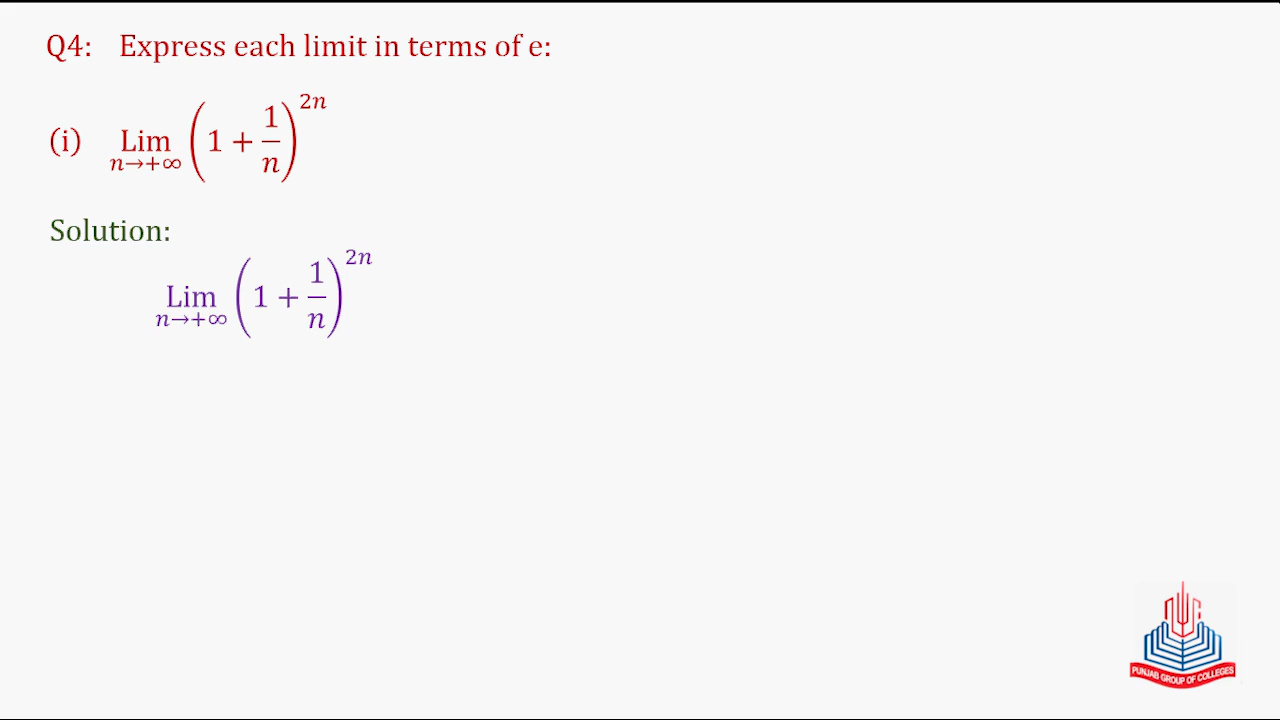 Q4: Express each limit in terms of e:
(i) Lim n→+∞ (1 + 1/n)^2n
Solution:
Lim n→+∞ (1 + 1/n)^2n
PUNJAB GROUP OF COLLEGES